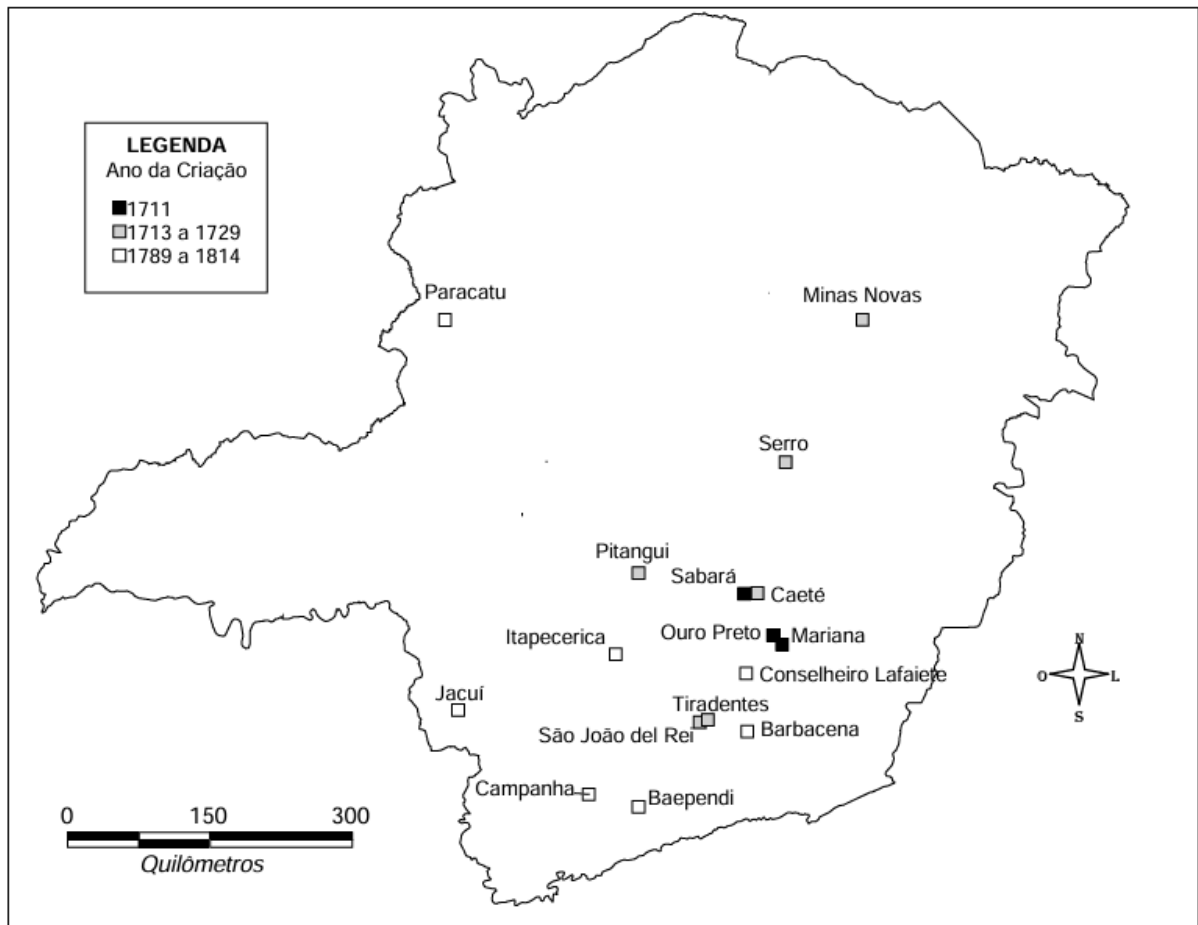 LEGENDA
Ano da Criação
1711
1713 a 1729
1789 a 1814
Paracatu
Minas Novas
Serro
Pitangui
Sabará
Caeté
Ouro Preto
Mariana
Itapecerica
Conselheiro Lafaiete
Jacuí
Tiradentes
São João del Rei
Barbacena
Campanha
Baependi
N
O
L
S
0 150 300
Quilômetros